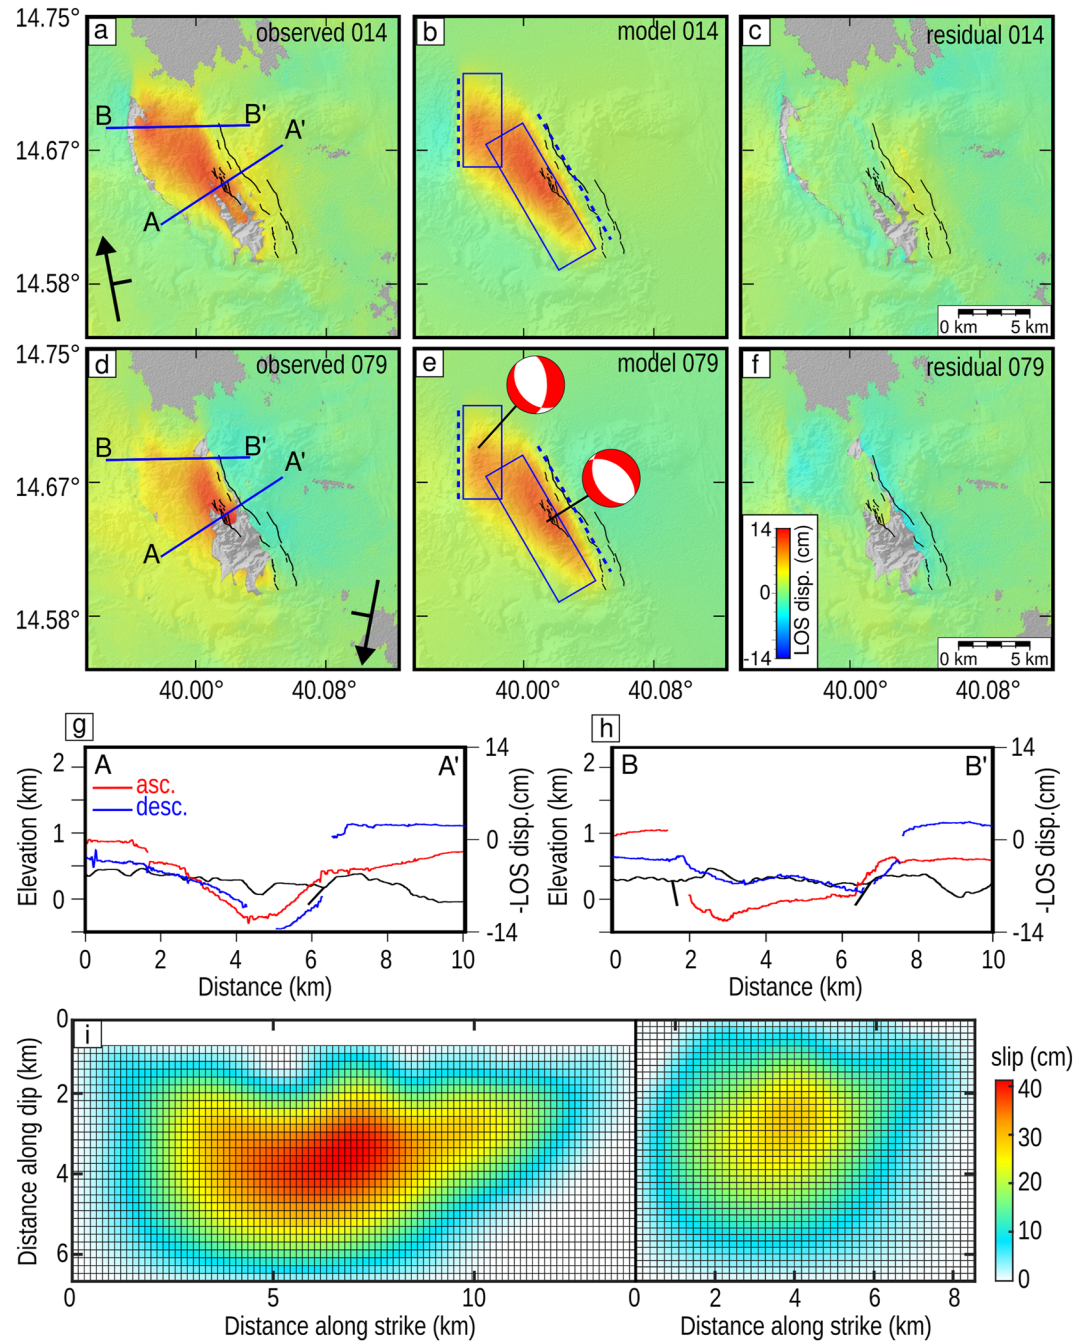 14.75°
a
observed 014
b
model 014
c
residual 014
B
B'
A'
14.67°
A
14.58°
0 km
5 km
14.75°
d
observed 079
e
model 079
f
residual 079
B
B'
A'
14.67°
A
14
0
-14
LOS disp. (cm)
14.58°
0 km
5 km
40.00°
40.08°
40.00°
40.08°
40.00°
40.08°
g
A
A'
asc.
desc.
Elevation (km)
2
1
0
14
0
-14
-LOS disp.(cm)
0 2 4 6 8 10
Distance (km)
h
B
B'
Elevation (km)
2
1
0
14
0
-14
-LOS disp.(cm)
0 2 4 6 8 10
Distance (km)
i
Distance along dip (km)
0
2
4
6
0 5 10
Distance along strike (km)
0 2 4 6 8
Distance along strike (km)
slip (cm)
40
30
20
10
0